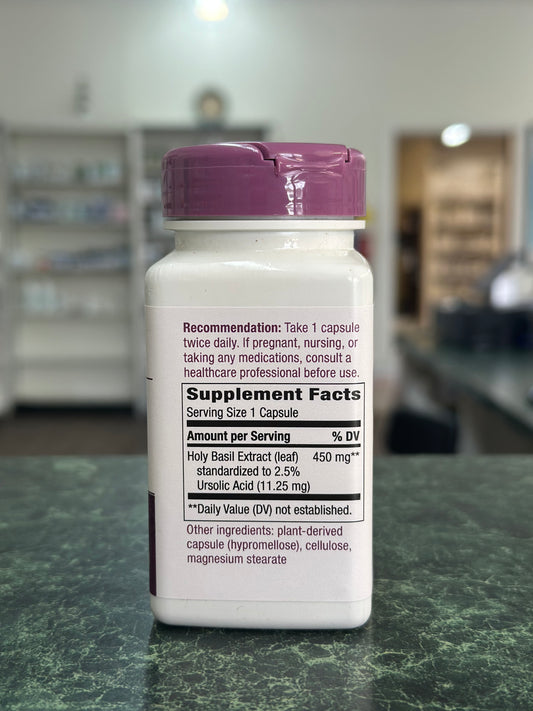 Recommendation: Take 1 capsule
twice daily. If pregnant, nursing, or
taking any medications, consult a
healthcare professional before use.
Supplement Facts
Serving Size 1 Capsule
Amount per Serving % DV
Holy Basil Extract (leaf) 450 mg**
standardized to 2.5%
Ursolic Acid (11.25 mg)
**Daily Value (DV) not established.
Other ingredients: plant-derived
capsule (hypromellose), cellulose,
magnesium stearate